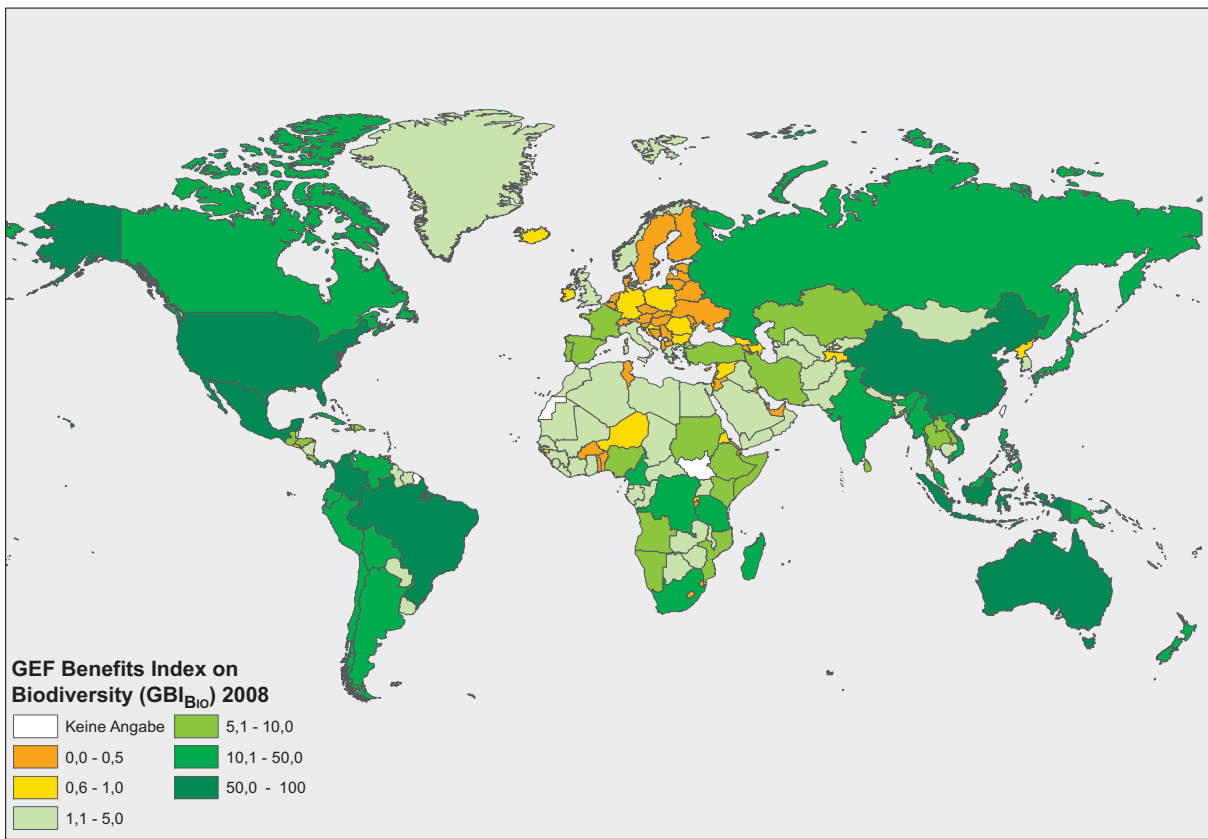 GEF Benefits Index on
Biodiversity (GBIBIO) 2008
Keine Angabe
0,0 - 0,5
0,6 - 1,0
1,1 - 5,0
5,1 - 10,0
10,1 - 50,0
50,0 - 100